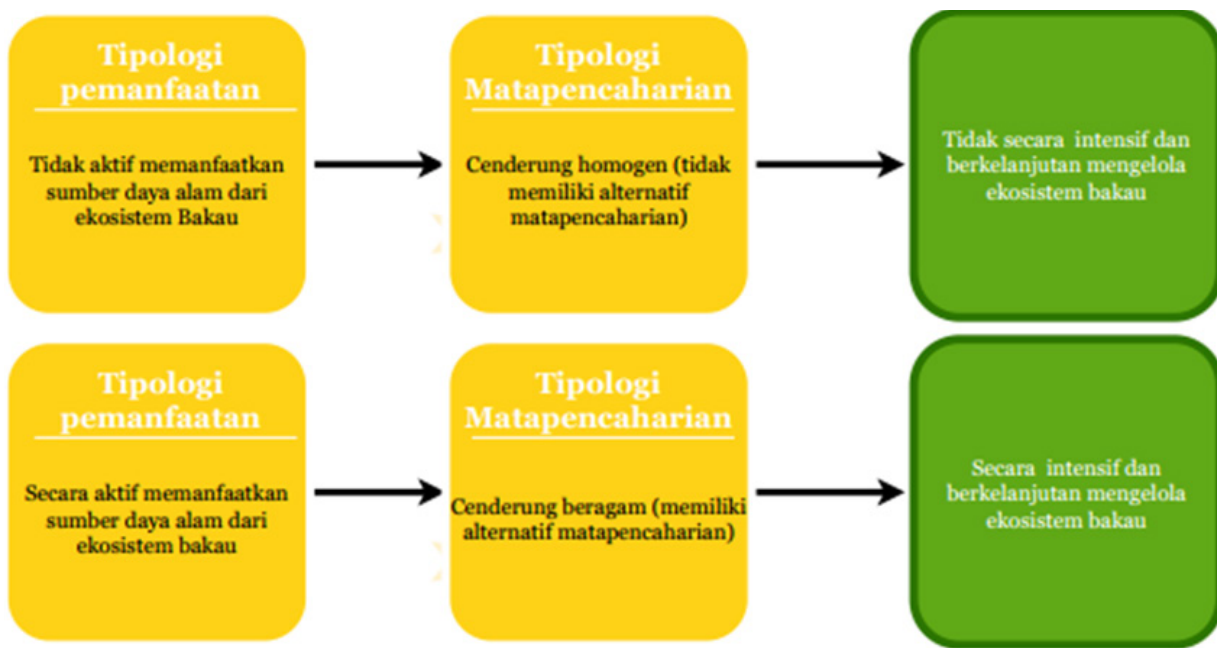 Tipologi
pemanfaatan
Tidak aktif memanfaatkan
sumber daya alam dari
ekosistem Bakau
Tipologi
Matapencaharian
Cenderung homogen (tidak
memiliki alternatif
matapencaharian)
Tidak secara intensif dan
berkelanjutan mengelola
ekosistem bakau
Tipologi
pemanfaatan
Secara aktif memanfaatkan
sumber daya alam dari
ekosistem bakau
Tipologi
Matapencaharian
Cenderung beragam (memiliki
alternatif matapencaharian)
Secara intensif dan
berkelanjutan mengelola
ekosistem bakau